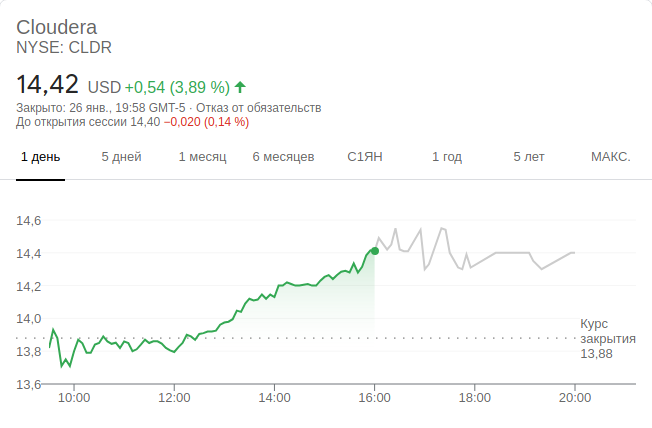 Cloudera
NYSE: CLDR
14,42 USD +0,54 (3,89 %)
Закрыто: 26 янв., 19:58 GMT-5 · Отказ от обязательств
До открытия сессии 14,40 −0,020 (0,14 %)
1 день 5 дней 1 месяц 6 месяцев С1ЯН 1 год 5 лет МАКС.
14,6
14,4
14,2
14,0
Курс
закрытия
13,88
13,8
13,6
10:00 12:00 14:00 16:00 18:00 20:00